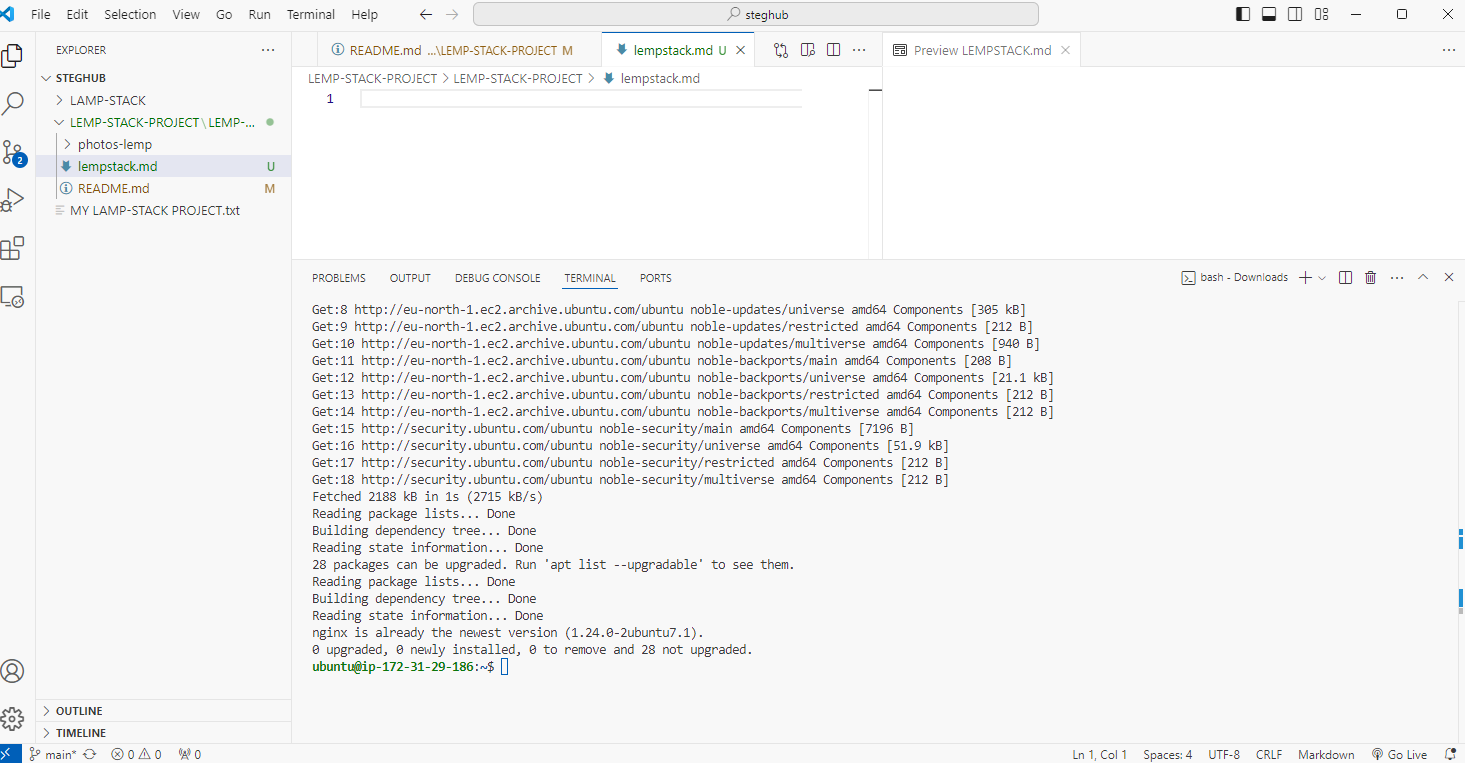 File Edit Selection View Go Run Terminal Help
steghub
EXPLORER
STEGHUB
LAMP-STACK
LEMP-STACK-PROJECT \ LEMP-...
photos-lemp
lempstack.md U
README.md M
MY LAMP-STACK PROJECT.txt
OUTLINE
TIMELINE
2
README.md ...\LEMP-STACK-PROJECT M
lempstack.md U
Preview LEMPSTACK.md
LEMP-STACK-PROJECT > LEMP-STACK-PROJECT > lempstack.md
1
PROBLEMS OUTPUT DEBUG CONSOLE TERMINAL PORTS
bash - Downloads
Get:8 http://eu-north-1.ec2.archive.ubuntu.com/ubuntu noble-updates/universe amd64 Components [305 kB]
Get:9 http://eu-north-1.ec2.archive.ubuntu.com/ubuntu noble-updates/restricted amd64 Components [212 B]
Get:10 http://eu-north-1.ec2.archive.ubuntu.com/ubuntu noble-updates/multiverse amd64 Components [940 B]
Get:11 http://eu-north-1.ec2.archive.ubuntu.com/ubuntu noble-backports/main amd64 Components [208 B]
Get:12 http://eu-north-1.ec2.archive.ubuntu.com/ubuntu noble-backports/universe amd64 Components [21.1 kB]
Get:13 http://eu-north-1.ec2.archive.ubuntu.com/ubuntu noble-backports/restricted amd64 Components [212 B]
Get:14 http://eu-north-1.ec2.archive.ubuntu.com/ubuntu noble-backports/multiverse amd64 Components [212 B]
Get:15 http://security.ubuntu.com/ubuntu noble-security/main amd64 Components [7196 B]
Get:16 http://security.ubuntu.com/ubuntu noble-security/universe amd64 Components [51.9 kB]
Get:17 http://security.ubuntu.com/ubuntu noble-security/restricted amd64 Components [212 B]
Get:18 http://security.ubuntu.com/ubuntu noble-security/multiverse amd64 Components [212 B]
Fetched 2188 kB in 1s (2715 kB/s)
Reading package lists... Done
Building dependency tree... Done
Reading state information... Done
28 packages can be upgraded. Run 'apt list --upgradable' to see them.
Reading package lists... Done
Building dependency tree... Done
Reading state information... Done
nginx is already the newest version (1.24.0-2ubuntu7.1).
0 upgraded, 0 newly installed, 0 to remove and 28 not upgraded.
ubuntu@ip-172-31-29-186:~$
main* 0 0 0 Ln 1, Col 1 Spaces: 4 UTF-8 CRLF Markdown Go Live